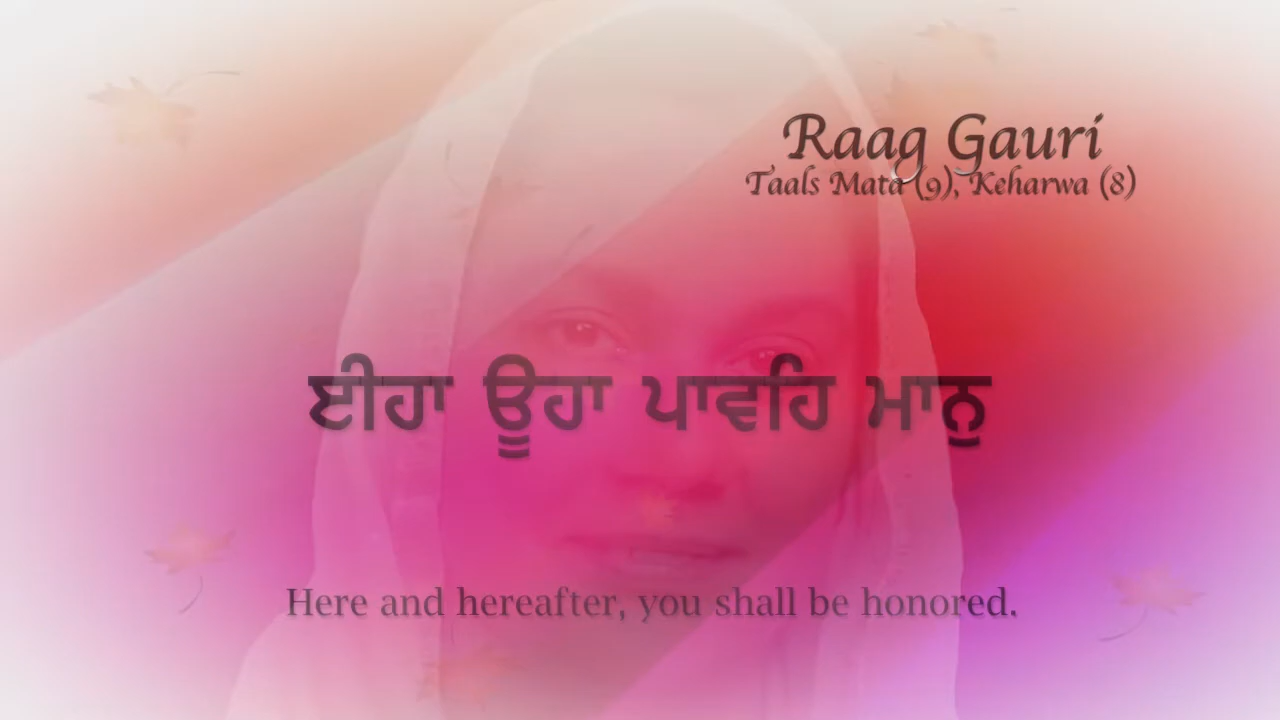 Raag Gauri
Taals Mata (9), Keharwa (8)
ਈਹਾ ਊਹਾ ਪਾਵਹਿ ਮਾਨੁ
Here and hereafter, you shall be honored.